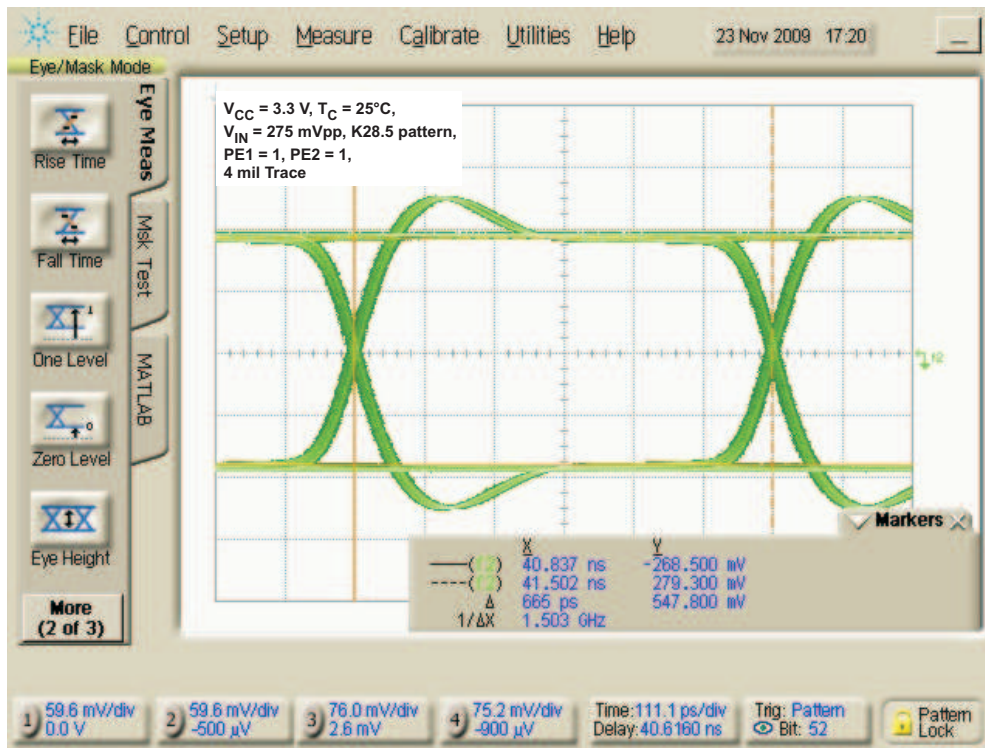 File Control Setup Measure Calibrate Utilities Help 23 Nov 2009 17:20
Eye/Mask Mode
Eye Meas
Msk Test
MATLAB
Rise Time
Fall Time
One Level
Zero Level
Eye Height
More
(2 of 3)
VCC = 3.3 V, TC = 25°C,
VIN = 275 mVpp, K28.5 pattern,
PE1 = 1, PE2 = 1,
4 mil Trace
Markers
X Y
——(f2) 40.837 ns -268.500 mV
----(f2) 41.502 ns 279.300 mV
Δ 665 ps 547.800 mV
1/ΔX 1.503 GHz
1) 59.6 mV/div
0.0 V
2) 59.6 mV/div
-500 µV
3) 76.0 mV/div
2.6 mV
4) 75.2 mV/div
-900 µV
Time:111.1 ps/div
Delay:40.6160 ns
Trig: Pattern
Bit: 52
Pattern
Lock